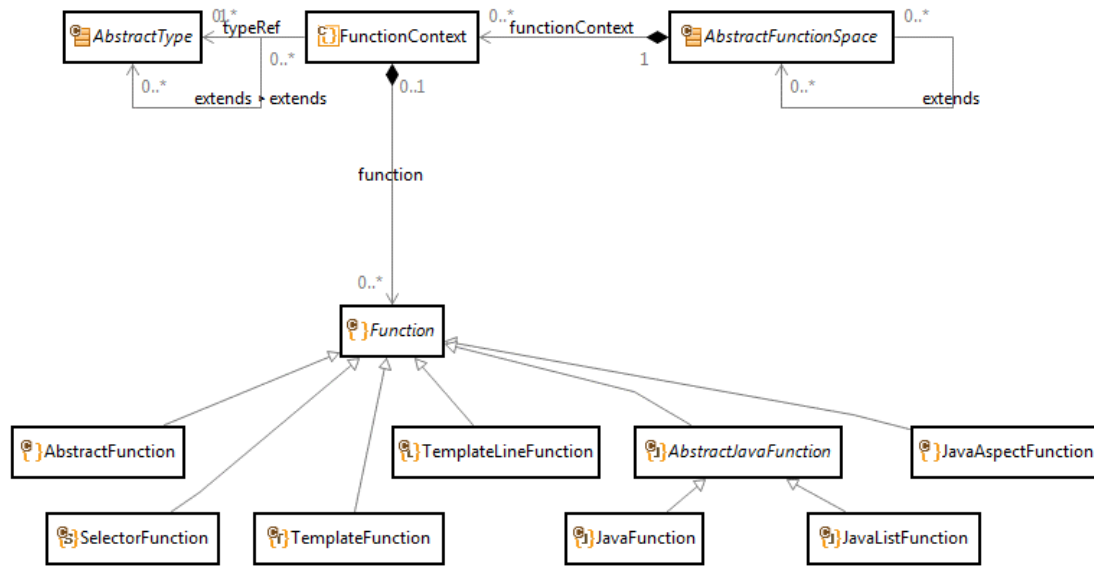 0..*
0..*
01..*
AbstractType
typeRef
FunctionContext
functionContext
AbstractFunctionSpace
0..*
1
0..*
0..1
0..*
extends
extends
extends
function
0..*
Function
AbstractFunction
TemplateLineFunction
AbstractJavaFunction
JavaAspectFunction
SelectorFunction
TemplateFunction
JavaFunction
JavaListFunction